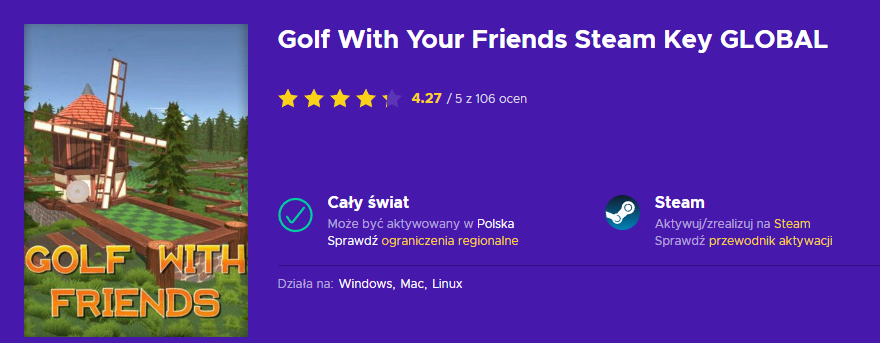 Golf With Your Friends Steam Key GLOBAL
4.27 / 5 z 106 ocen
Cały świat
Może być aktywowany w Polska
Sprawdź ograniczenia regionalne
Steam
Aktywuj/zrealizuj na Steam
Sprawdź przewodnik aktywacji
Działa na: Windows, Mac, Linux
GOLF WITH
FRIENDS